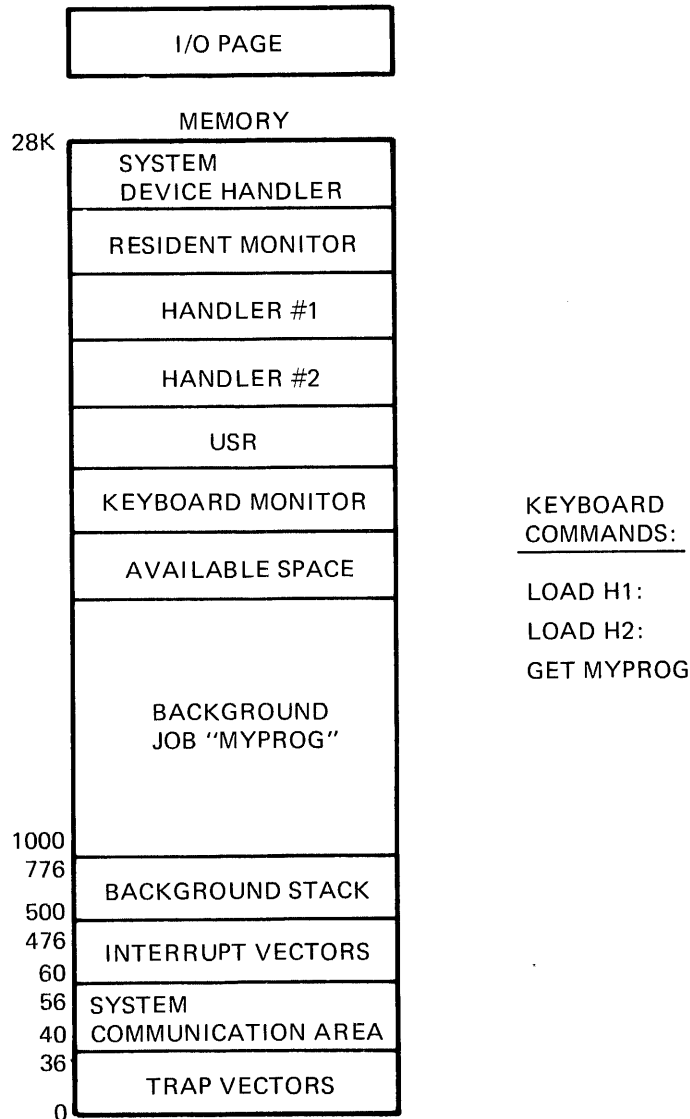 I/O PAGE
MEMORY
28K
SYSTEM
DEVICE HANDLER
RESIDENT MONITOR
HANDLER #1
HANDLER #2
USR
KEYBOARD MONITOR
AVAILABLE SPACE
BACKGROUND
JOB "MYPROG"
1000
776
BACKGROUND STACK
500
476
INTERRUPT VECTORS
60
56
SYSTEM
COMMUNICATION AREA
40
36
TRAP VECTORS
0
KEYBOARD
COMMANDS:
LOAD H1:
LOAD H2:
GET MYPROG